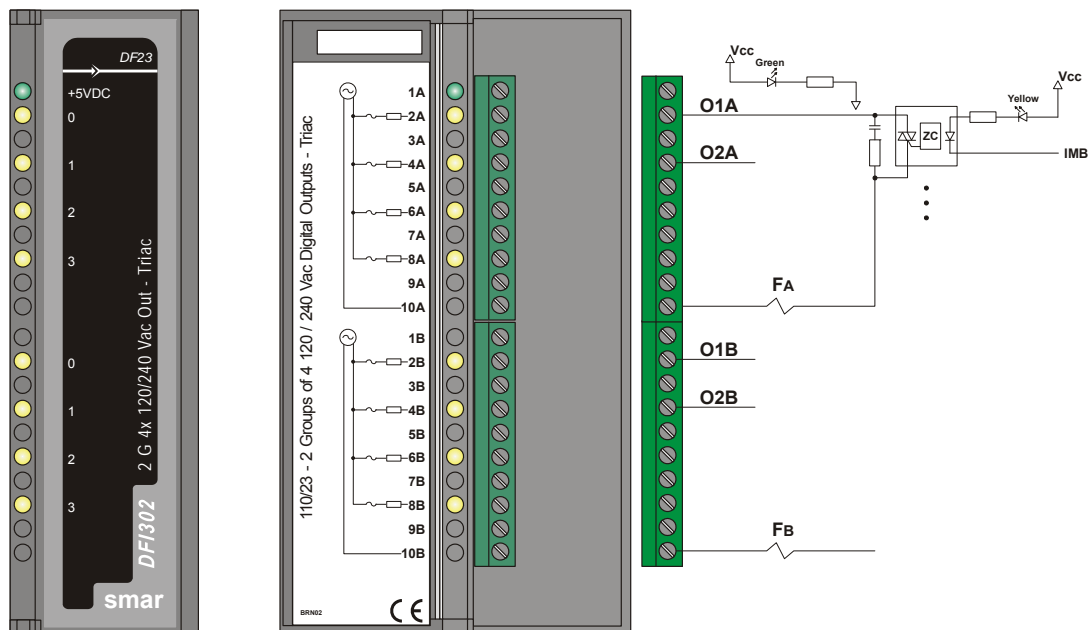 DF23
+5VDC
0
1
2
3
0
1
2
3
2 G 4x 120/240 Vac Out - Triac
DFI302
smar
110/23 - 2 Groups of 4 120 / 240 Vac Digital Outputs - Triac
1A
2A
3A
4A
5A
6A
7A
8A
9A
10A
1B
2B
3B
4B
5B
6B
7B
8B
9B
10B
BRN02
CE
Vcc
Green
O1A
O2A
Vcc
Yellow
ZC
IMB
FA
O1B
O2B
FB